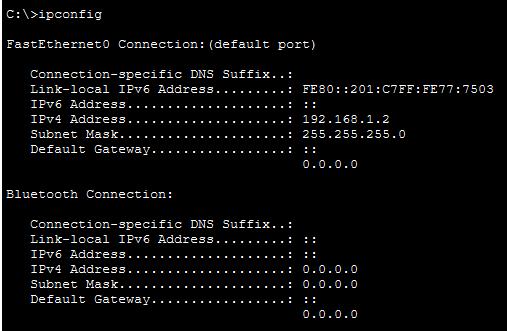 C:\>ipconfig
FastEthernet0 Connection:(default port)
Connection-specific DNS Suffix..:
Link-local IPv6 Address.........: FE80::201:C7FF:FE77:7503
IPv6 Address....................: ::
IPv4 Address....................: 192.168.1.2
Subnet Mask.....................: 255.255.255.0
Default Gateway.................: ::
0.0.0.0
Bluetooth Connection:
Connection-specific DNS Suffix..:
Link-local IPv6 Address.........: ::
IPv6 Address....................: ::
IPv4 Address....................: 0.0.0.0
Subnet Mask.....................: 0.0.0.0
Default Gateway.................: ::
0.0.0.0